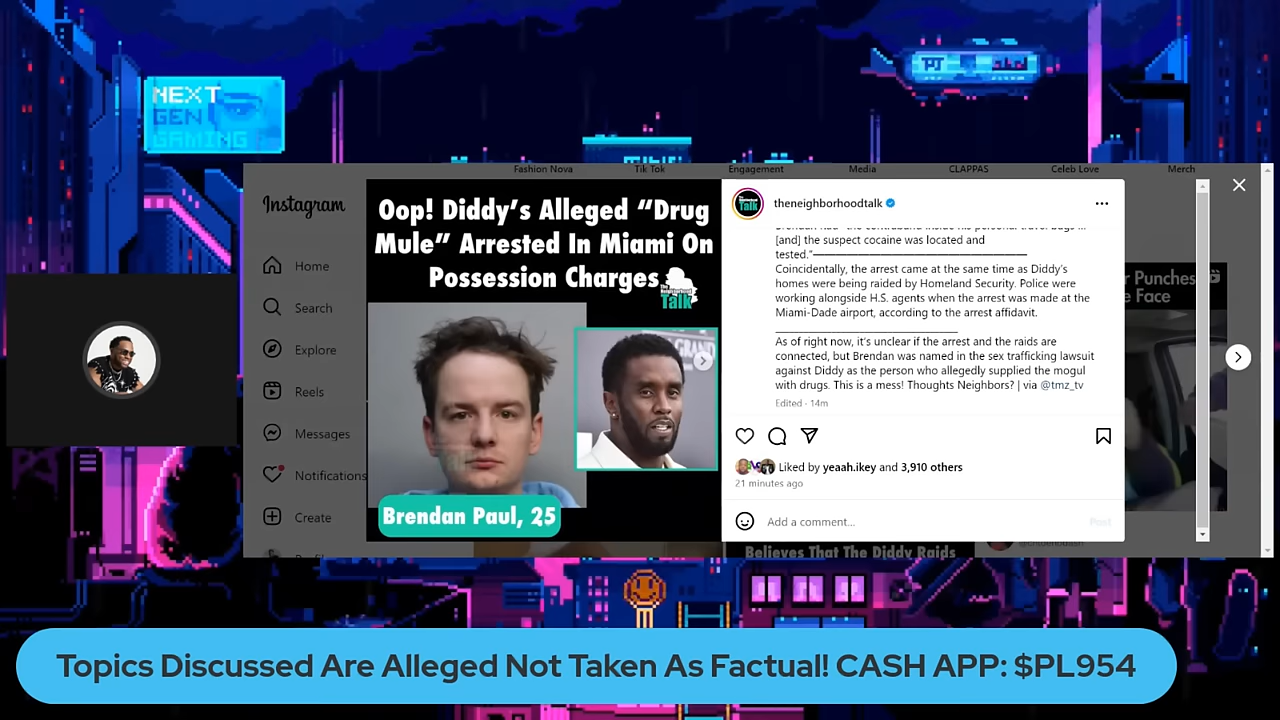 NEXT
GEN
GAMING
Fashion Nova
Tik Tok
Engagement
Media
CLAPPAS
Celeb Love
Merch
Instagram
Home
Search
Explore
Reels
Messages
Notifications
Create
Oop! Diddy's Alleged “Drug
Mule” Arrested In Miami On
Possession Charges
The
Neighborhood
Talk
Brendan Paul, 25
theneighborhoodtalk
[and] the suspect cocaine was located and
tested."
Coincidentally, the arrest came at the same time as Diddy's
homes were being raided by Homeland Security. Police were
working alongside H.S. agents when the arrest was made at the
Miami-Dade airport, according to the arrest affidavit.
As of right now, it's unclear if the arrest and the raids are
connected, but Brendan was named in the sex trafficking lawsuit
against Diddy as the person who allegedly supplied the mogul
with drugs. This is a mess! Thoughts Neighbors? | via @tmz_tv
Edited · 14m
Liked by yeaah.ikey and 3,910 others
21 minutes ago
Add a comment...
Post
r Punches
e Face
Believes That The Diddy Raids
Topics Discussed Are Alleged Not Taken As Factual! CASH APP: $PL954